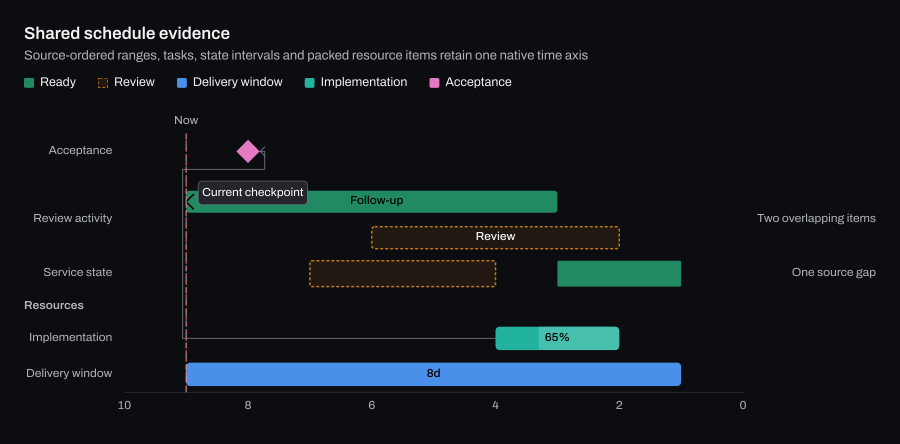 Shared schedule evidence
Source-ordered ranges, tasks, state intervals and packed resource items retain one native time axis
Ready Review Delivery window Implementation Acceptance
Now
Acceptance
Current checkpoint
Follow-up
Review activity Two overlapping items
Review
Service state One source gap
Resources
Implementation 65%
Delivery window 8d
10 8 6 4 2 0